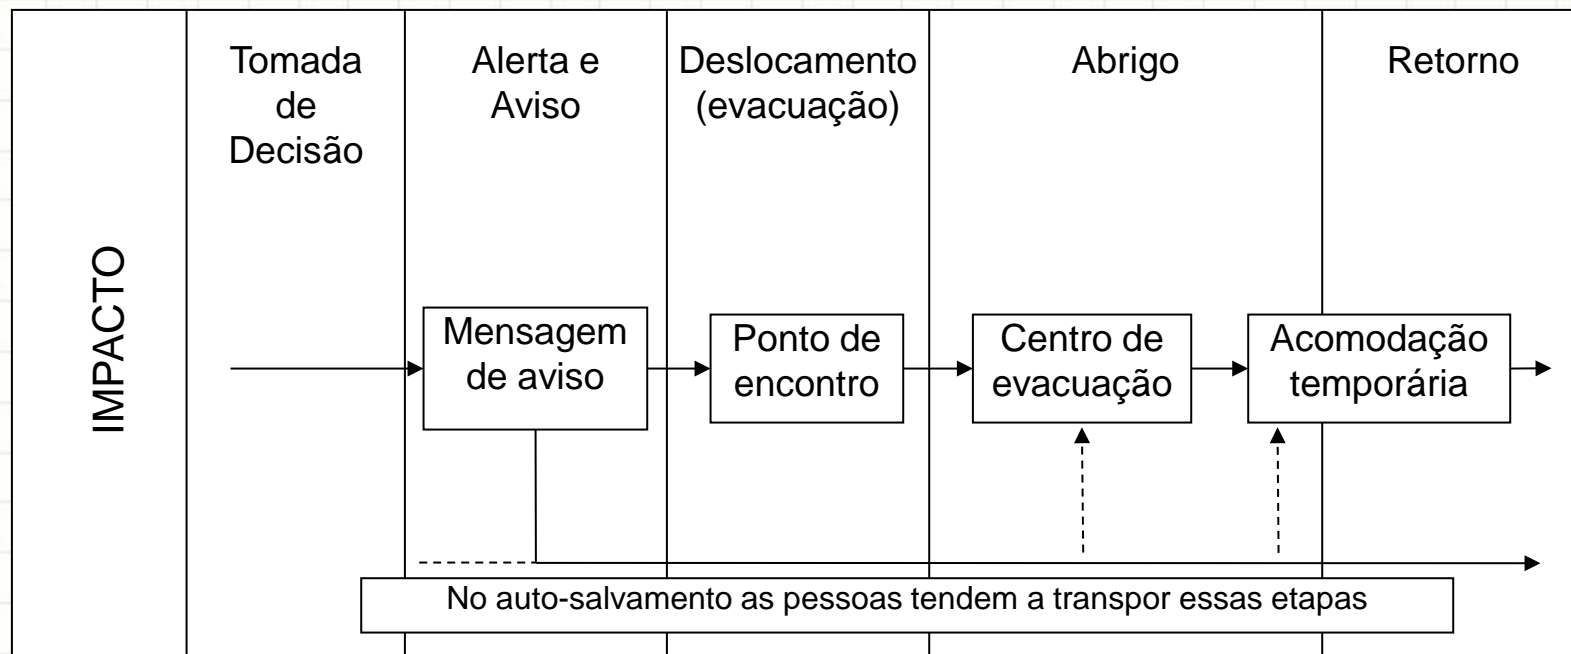 IMPACTO
Tomada
de
Decisão
Alerta e
Aviso
Deslocamento
(evacuação)
Abrigo
Retorno
Mensagem
de aviso
Ponto de
encontro
Centro de
evacuação
Acomodação
temporária
No auto-salvamento as pessoas tendem a transpor essas etapas